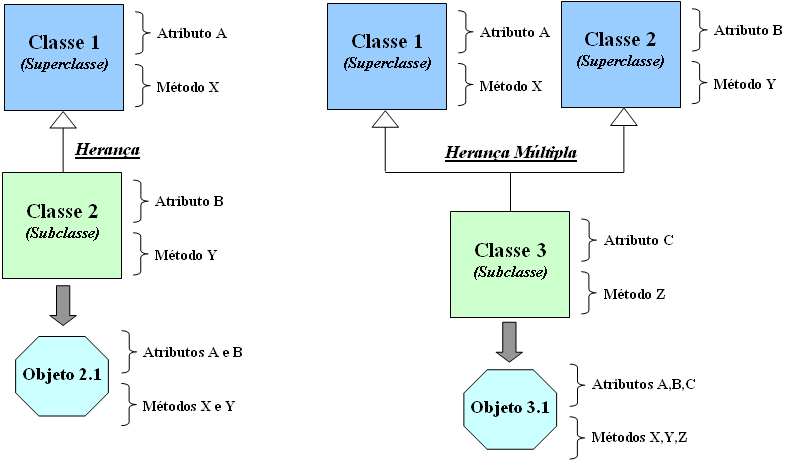 Classe 1
(Superclasse)
Atributo A
Método X
Herança
Classe 2
(Subclasse)
Atributo B
Método Y
Objeto 2.1
Atributos A e B
Métodos X e Y
Classe 1
(Superclasse)
Atributo A
Método X
Classe 2
(Superclasse)
Atributo B
Método Y
Herança Múltipla
Classe 3
(Subclasse)
Atributo C
Método Z
Objeto 3.1
Atributos A,B,C
Métodos X,Y,Z